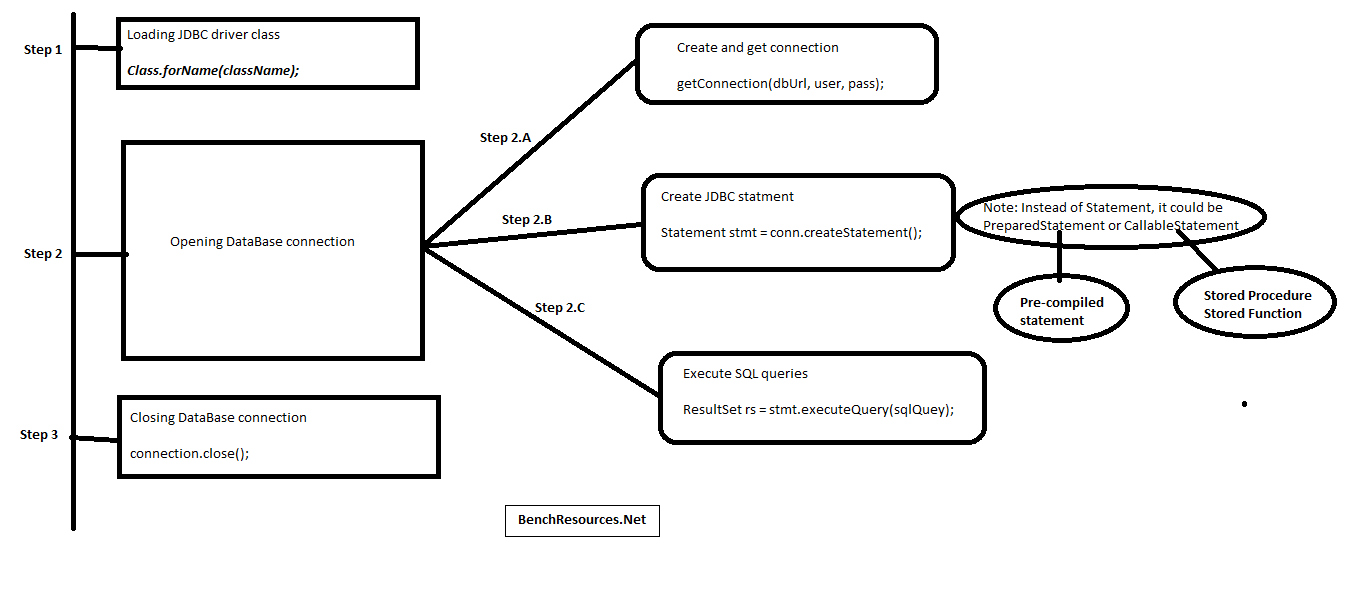 Step 1
Loading JDBC driver class
Class.forName(className);
Step 2
Opening DataBase connection
Step 2.A
Create and get connection
getConnection(dbUrl, user, pass);
Step 2.B
Create JDBC statment
Statement stmt = conn.createStatement();
Note: Instead of Statement, it could be
PreparedStatement or CallableStatement
Pre-compiled
statement
Stored Procedure
Stored Function
Step 2.C
Execute SQL queries
ResultSet rs = stmt.executeQuery(sqlQuey);
Step 3
Closing DataBase connection
connection.close();
BenchResources.Net